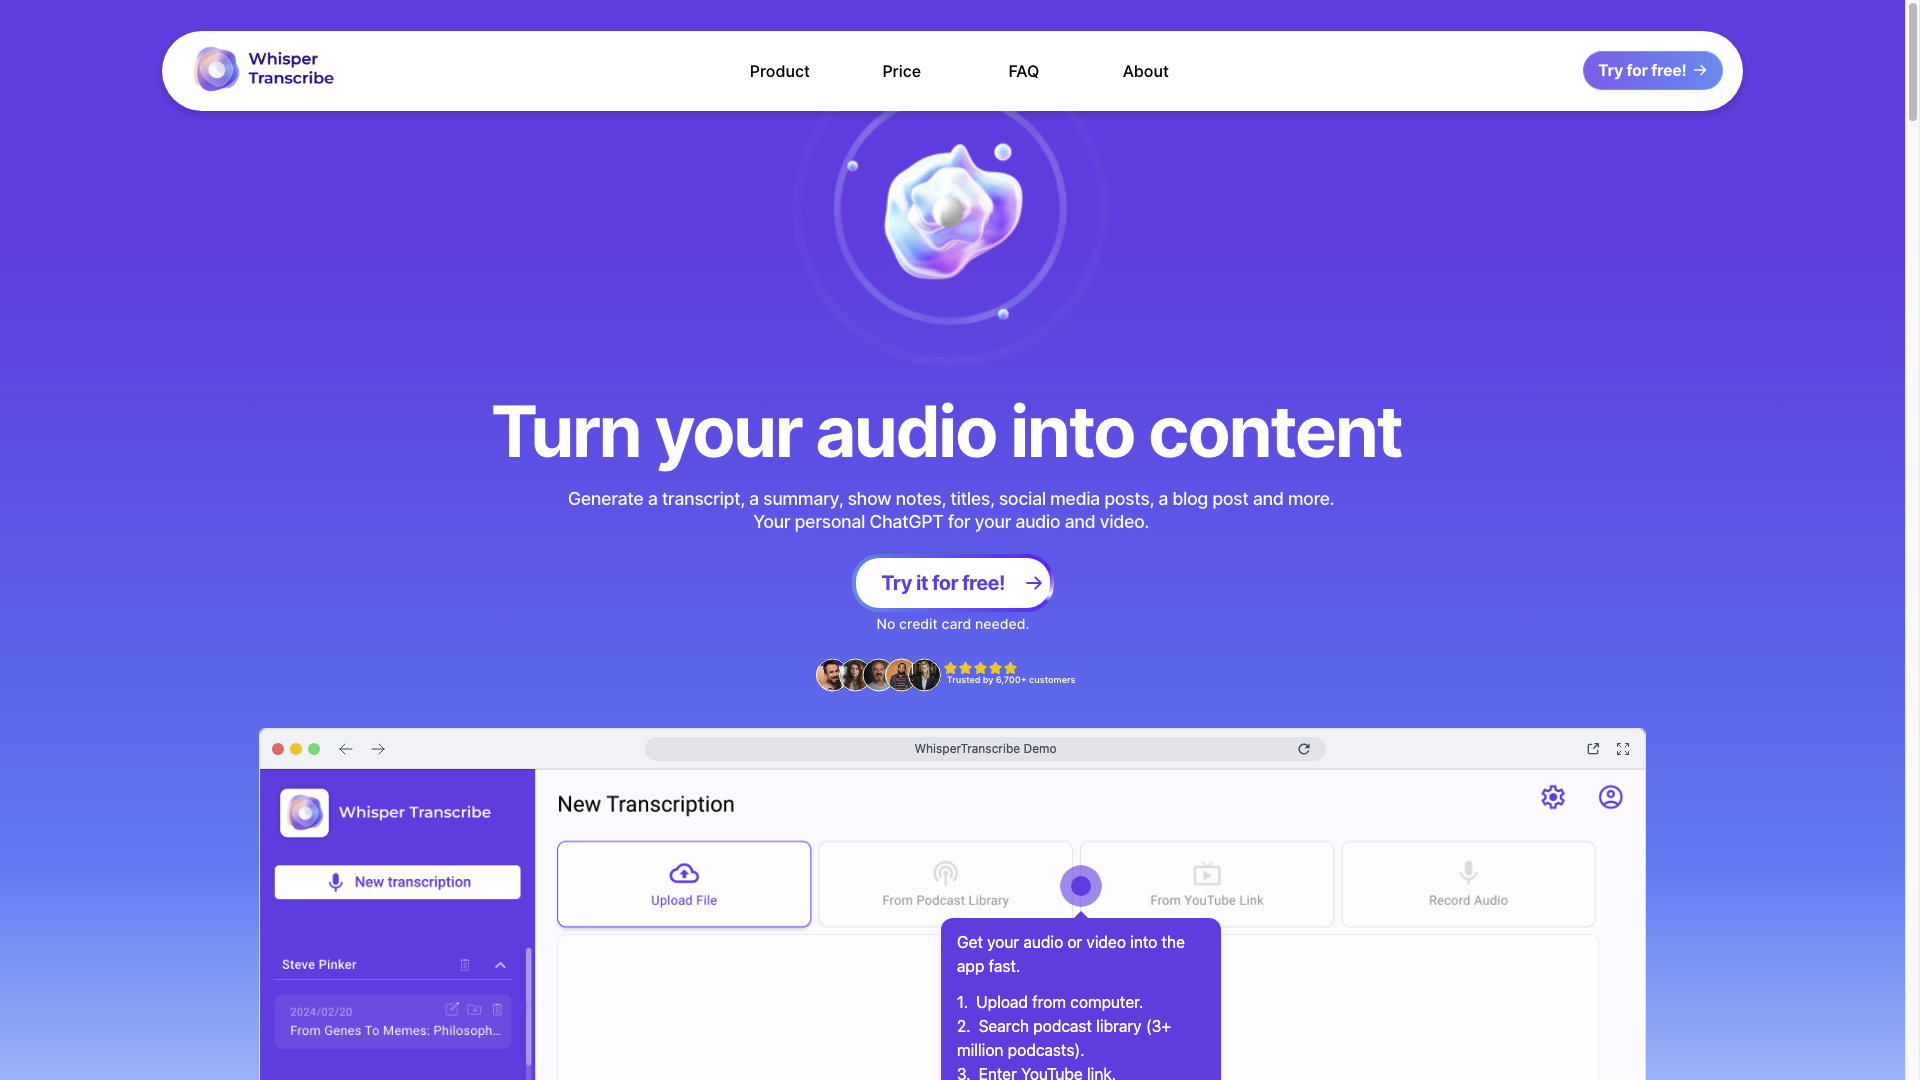 Whisper
Transcribe
Product
Price
FAQ
About
Try for free!
Turn your audio into content
Generate a transcript, a summary, show notes, titles, social media posts, a blog post and more.
Your personal ChatGPT for your audio and video.
Try it for free!
No credit card needed.
Trusted by 6,700+ customers
WhisperTranscribe Demo
Whisper Transcribe
New transcription
Steve Pinker
2024/02/20
From Genes To Memes: Philosoph...
New Transcription
Upload File
From Podcast Library
From YouTube Link
Record Audio
Get your audio or video into the
app fast.
1. Upload from computer.
2. Search podcast library (3+
million podcasts).
3. Enter YouTube link.